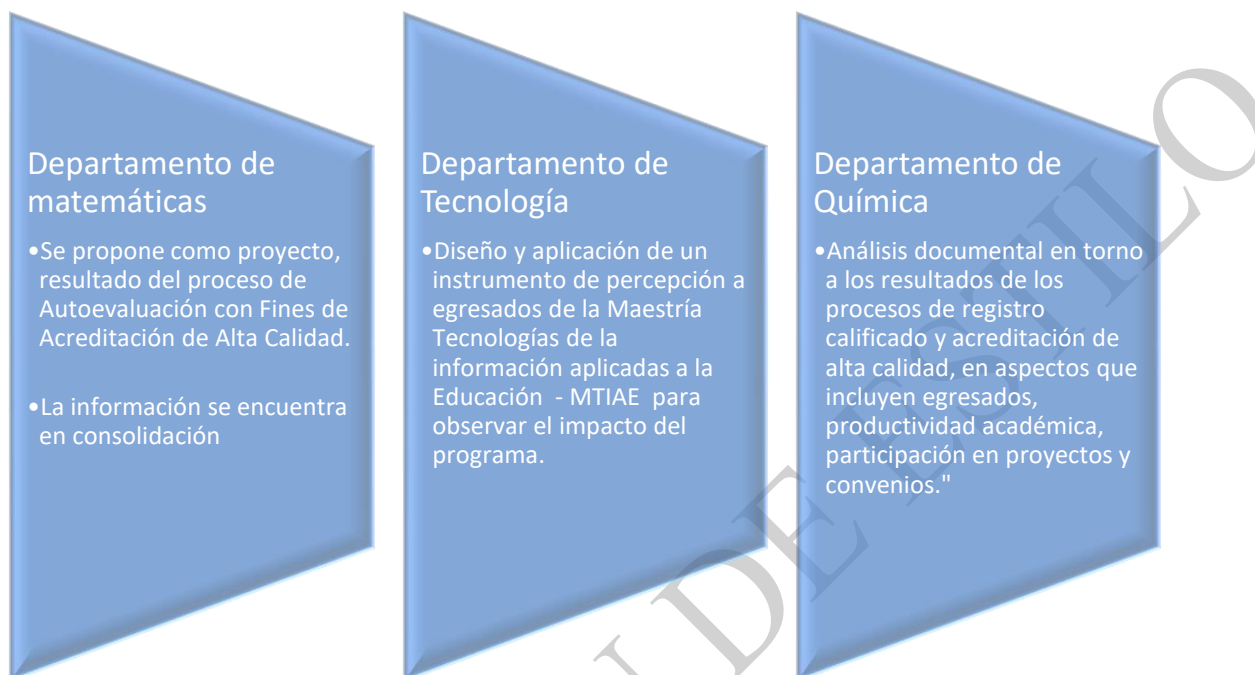 Departamento de
matemáticas
•Se propone como proyecto,
resultado del proceso de
Autoevaluación con Fines de
Acreditación de Alta Calidad.
•La información se encuentra
en consolidación
Departamento de
Tecnología
•Diseño y aplicación de un
instrumento de percepción a
egresados de la Maestría
Tecnologías de la
información aplicadas a la
Educación - MTIAE para
observar el impacto del
programa.
Departamento de
Química
•Análisis documental en torno
a los resultados de los
procesos de registro
calificado y acreditación de
alta calidad, en aspectos que
incluyen egresados,
productividad académica,
participación en proyectos y
convenios."
DE ESTILO